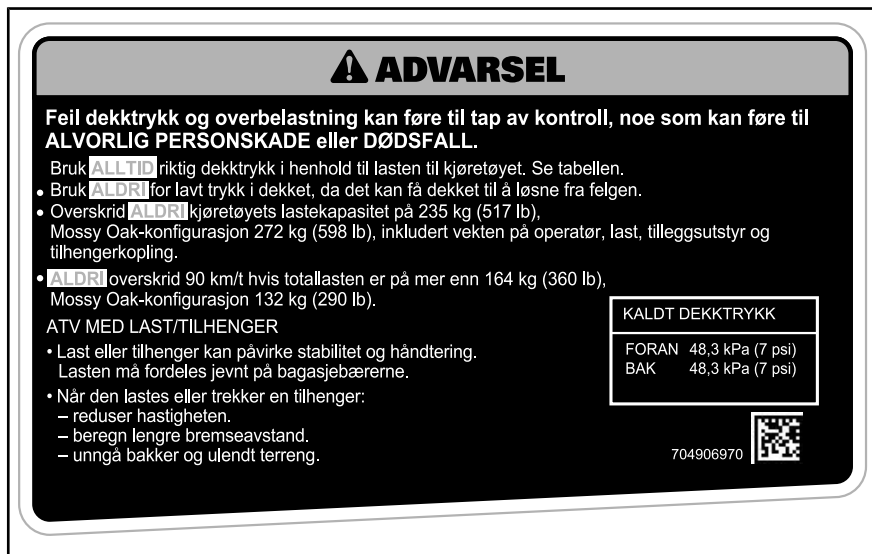 ADVARSEL
Feil dekktrykk og overbelastning kan føre til tap av kontroll, noe som kan føre til
ALVORLIG PERSONSKADE eller DØDSFALL.
Bruk ALLTID riktig dekktrykk i henhold til lasten til kjøretøyet. Se tabellen.
• Bruk ALDRI for lavt trykk i dekket, da det kan få dekket til å løsne fra felgen.
• Overskrid ALDRI kjøretøyets lastekapasitet på 235 kg (517 lb),
Mossy Oak-konfigurasjon 272 kg (598 lb), inkludert vekten på operatør, last, tilleggsutstyr og
tilhengerkopling.
• ALDRI overskrid 90 km/t hvis totallasten er på mer enn 164 kg (360 lb),
Mossy Oak-konfigurasjon 132 kg (290 lb).
ATV MED LAST/TILHENGER
• Last eller tilhenger kan påvirke stabilitet og håndtering.
Lasten må fordeles jevnt på bagasjebærerne.
• Når den lastes eller trekker en tilhenger:
– reduser hastigheten.
– beregn lengre bremseavstand.
– unngå bakker og ulendt terreng.
KALDT DEKKTRYKK
FORAN 48,3 kPa (7 psi)
BAK 48,3 kPa (7 psi)
704906970